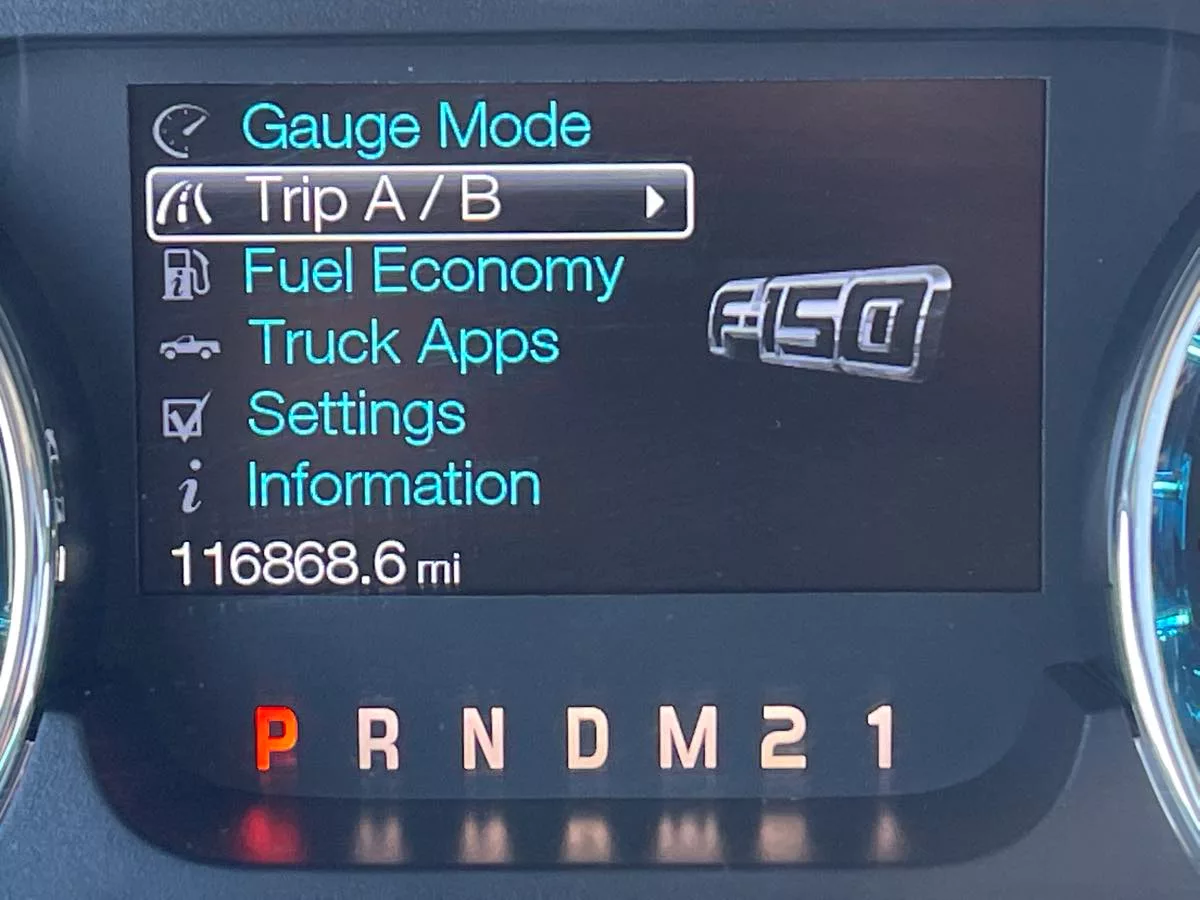 Gauge Mode
Trip A / B
Fuel Economy
Truck Apps
Settings
Information
F-150
116868.6 mi
P R N D M 2 1